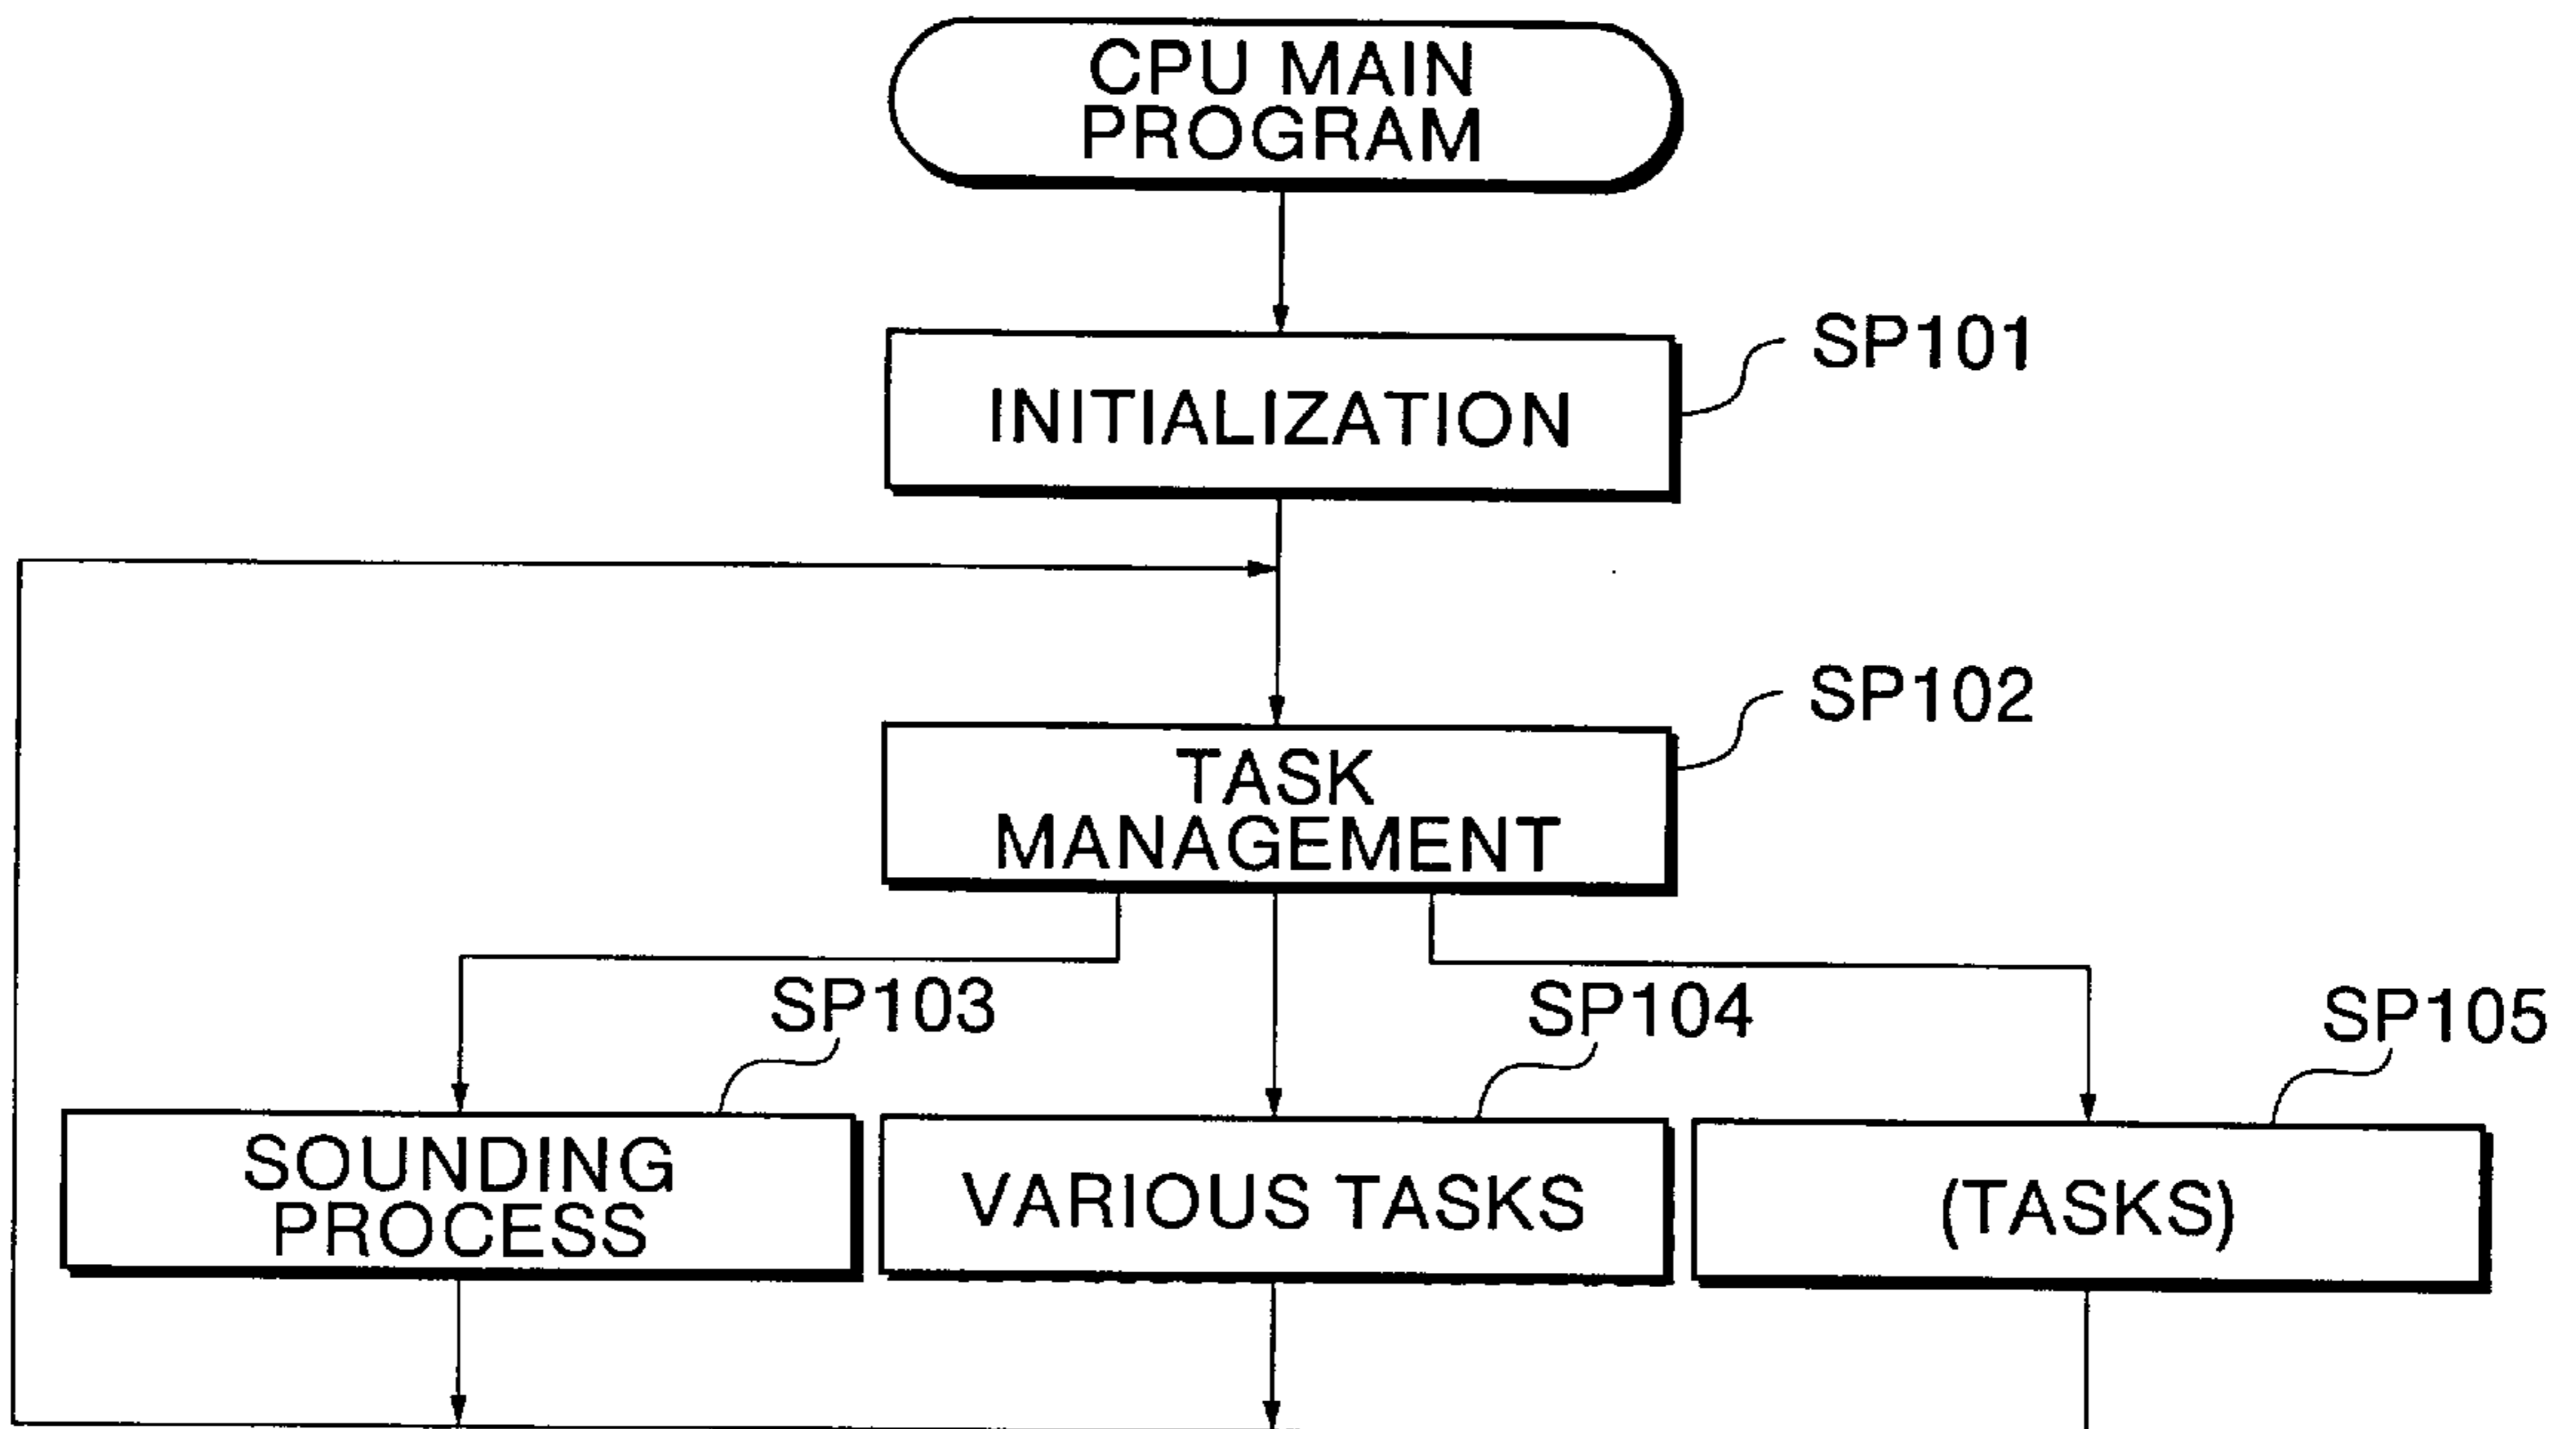 CPU MAIN
PROGRAM
SP101
INITIALIZATION
SP102
TASK
MANAGEMENT
SP103
SP104
SP105
SOUNDING
PROCESS
VARIOUS TASKS
(TASKS)